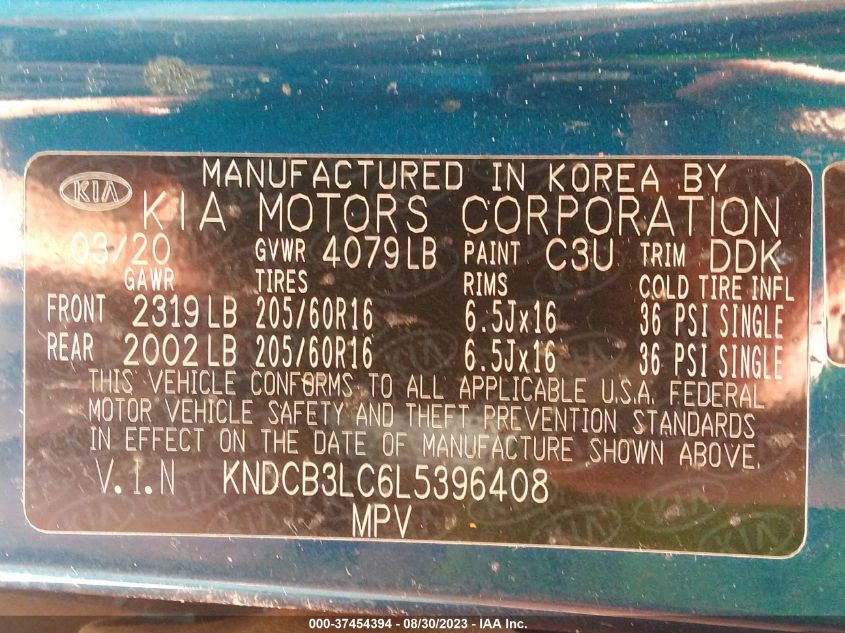 MANUFACTURED IN KOREA BY
KIA KIA MOTORS CORPORATION
03/20 GVWR 4079LB PAINT C3U TRIM DDK
GAWR TIRES RIMS COLD TIRE INFL
FRONT 2319LB 205/60R16 6.5Jx16 36 PSI SINGLE
REAR 2002LB 205/60R16 6.5Jx16 36 PSI SINGLE
THIS VEHICLE CONFORMS TO ALL APPLICABLE U.S.A. FEDERAL
MOTOR VEHICLE SAFETY AND THEFT PREVENTION STANDARDS
IN EFFECT ON THE DATE OF MANUFACTURE SHOWN ABOVE.
V.I.N KNDCB3LC6L5396408
MPV
000-37454394 - 08/30/2023 - IAA Inc.